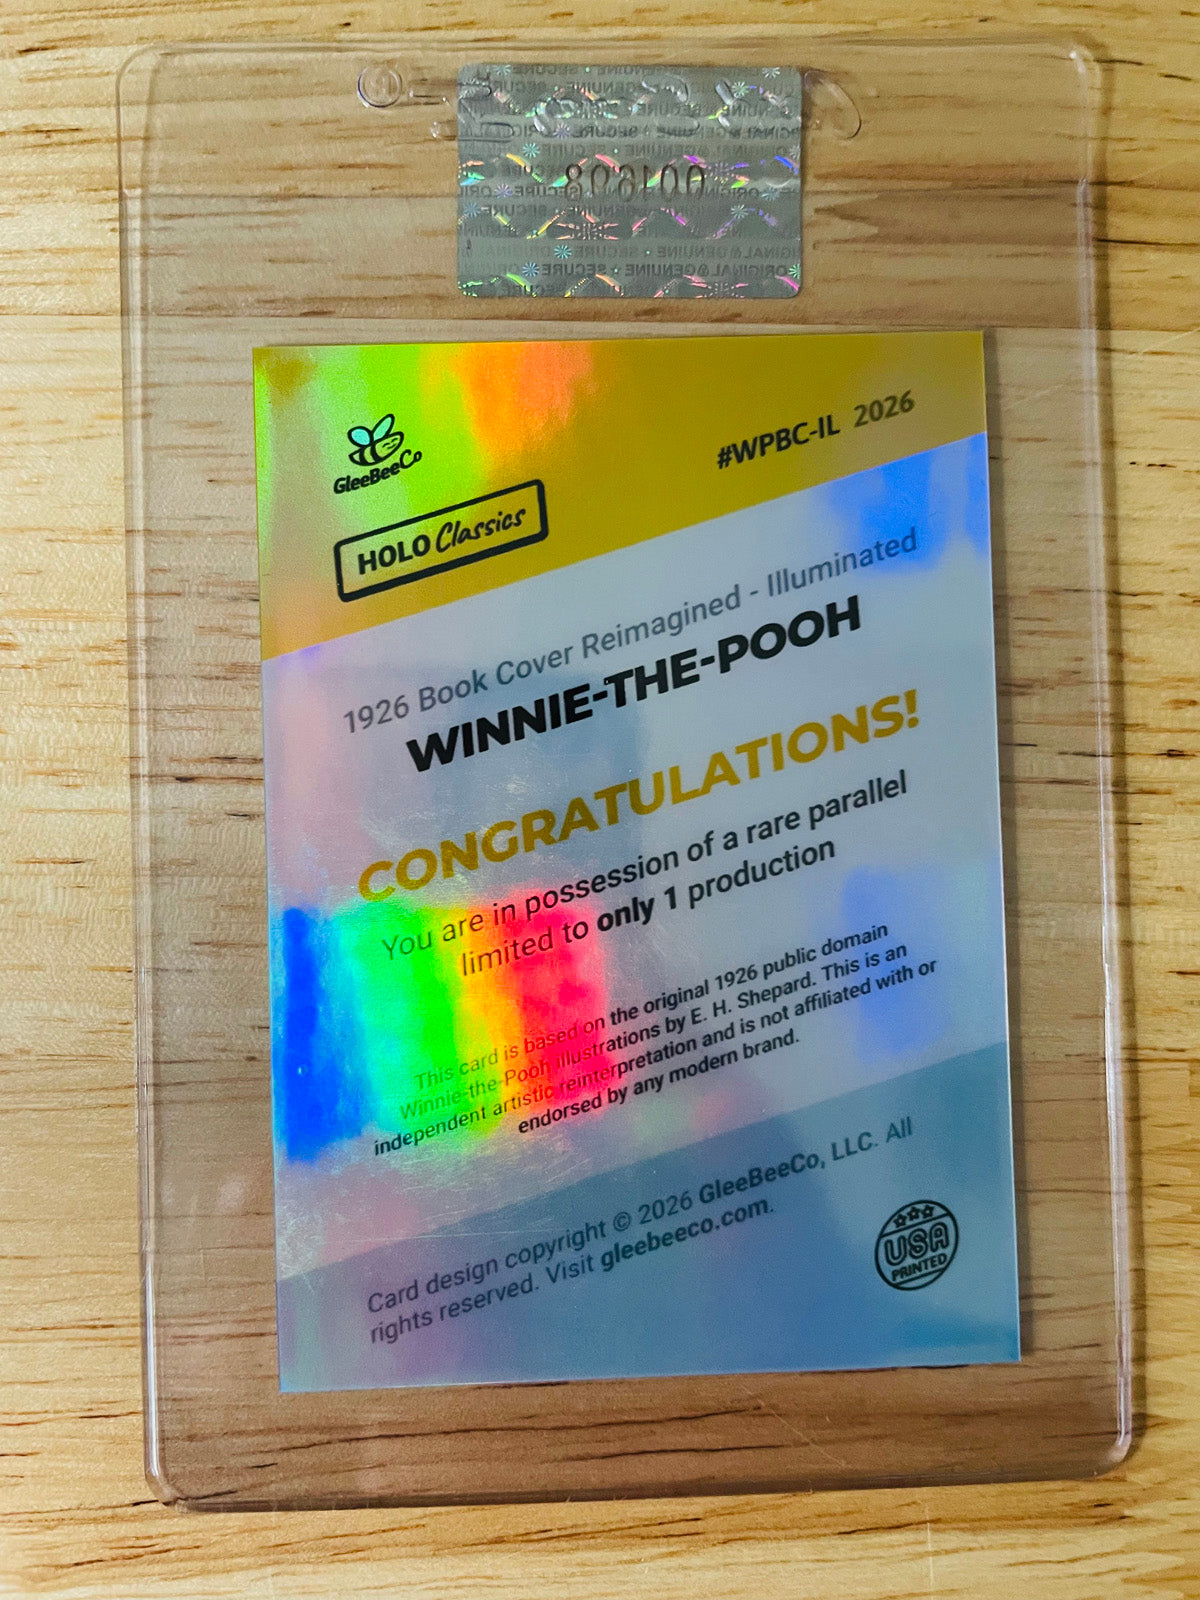 GleeBeeCo
#WPBC-IL 2026
HOLO Classics
1926 Book Cover Reimagined - Illuminated
WINNIE-THE-POOH
CONGRATULATIONS!
You are in possession of a rare parallel
limited to only 1 production
This card is based on the original 1926 public domain
Winnie-the-Pooh illustrations by E. H. Shepard. This is an
independent artistic reinterpretation and is not affiliated with or
endorsed by any modern brand.
Card design copyright © 2026 GleeBeeCo, LLC. All
rights reserved. Visit gleebeeco.com.
USA
PRINTED